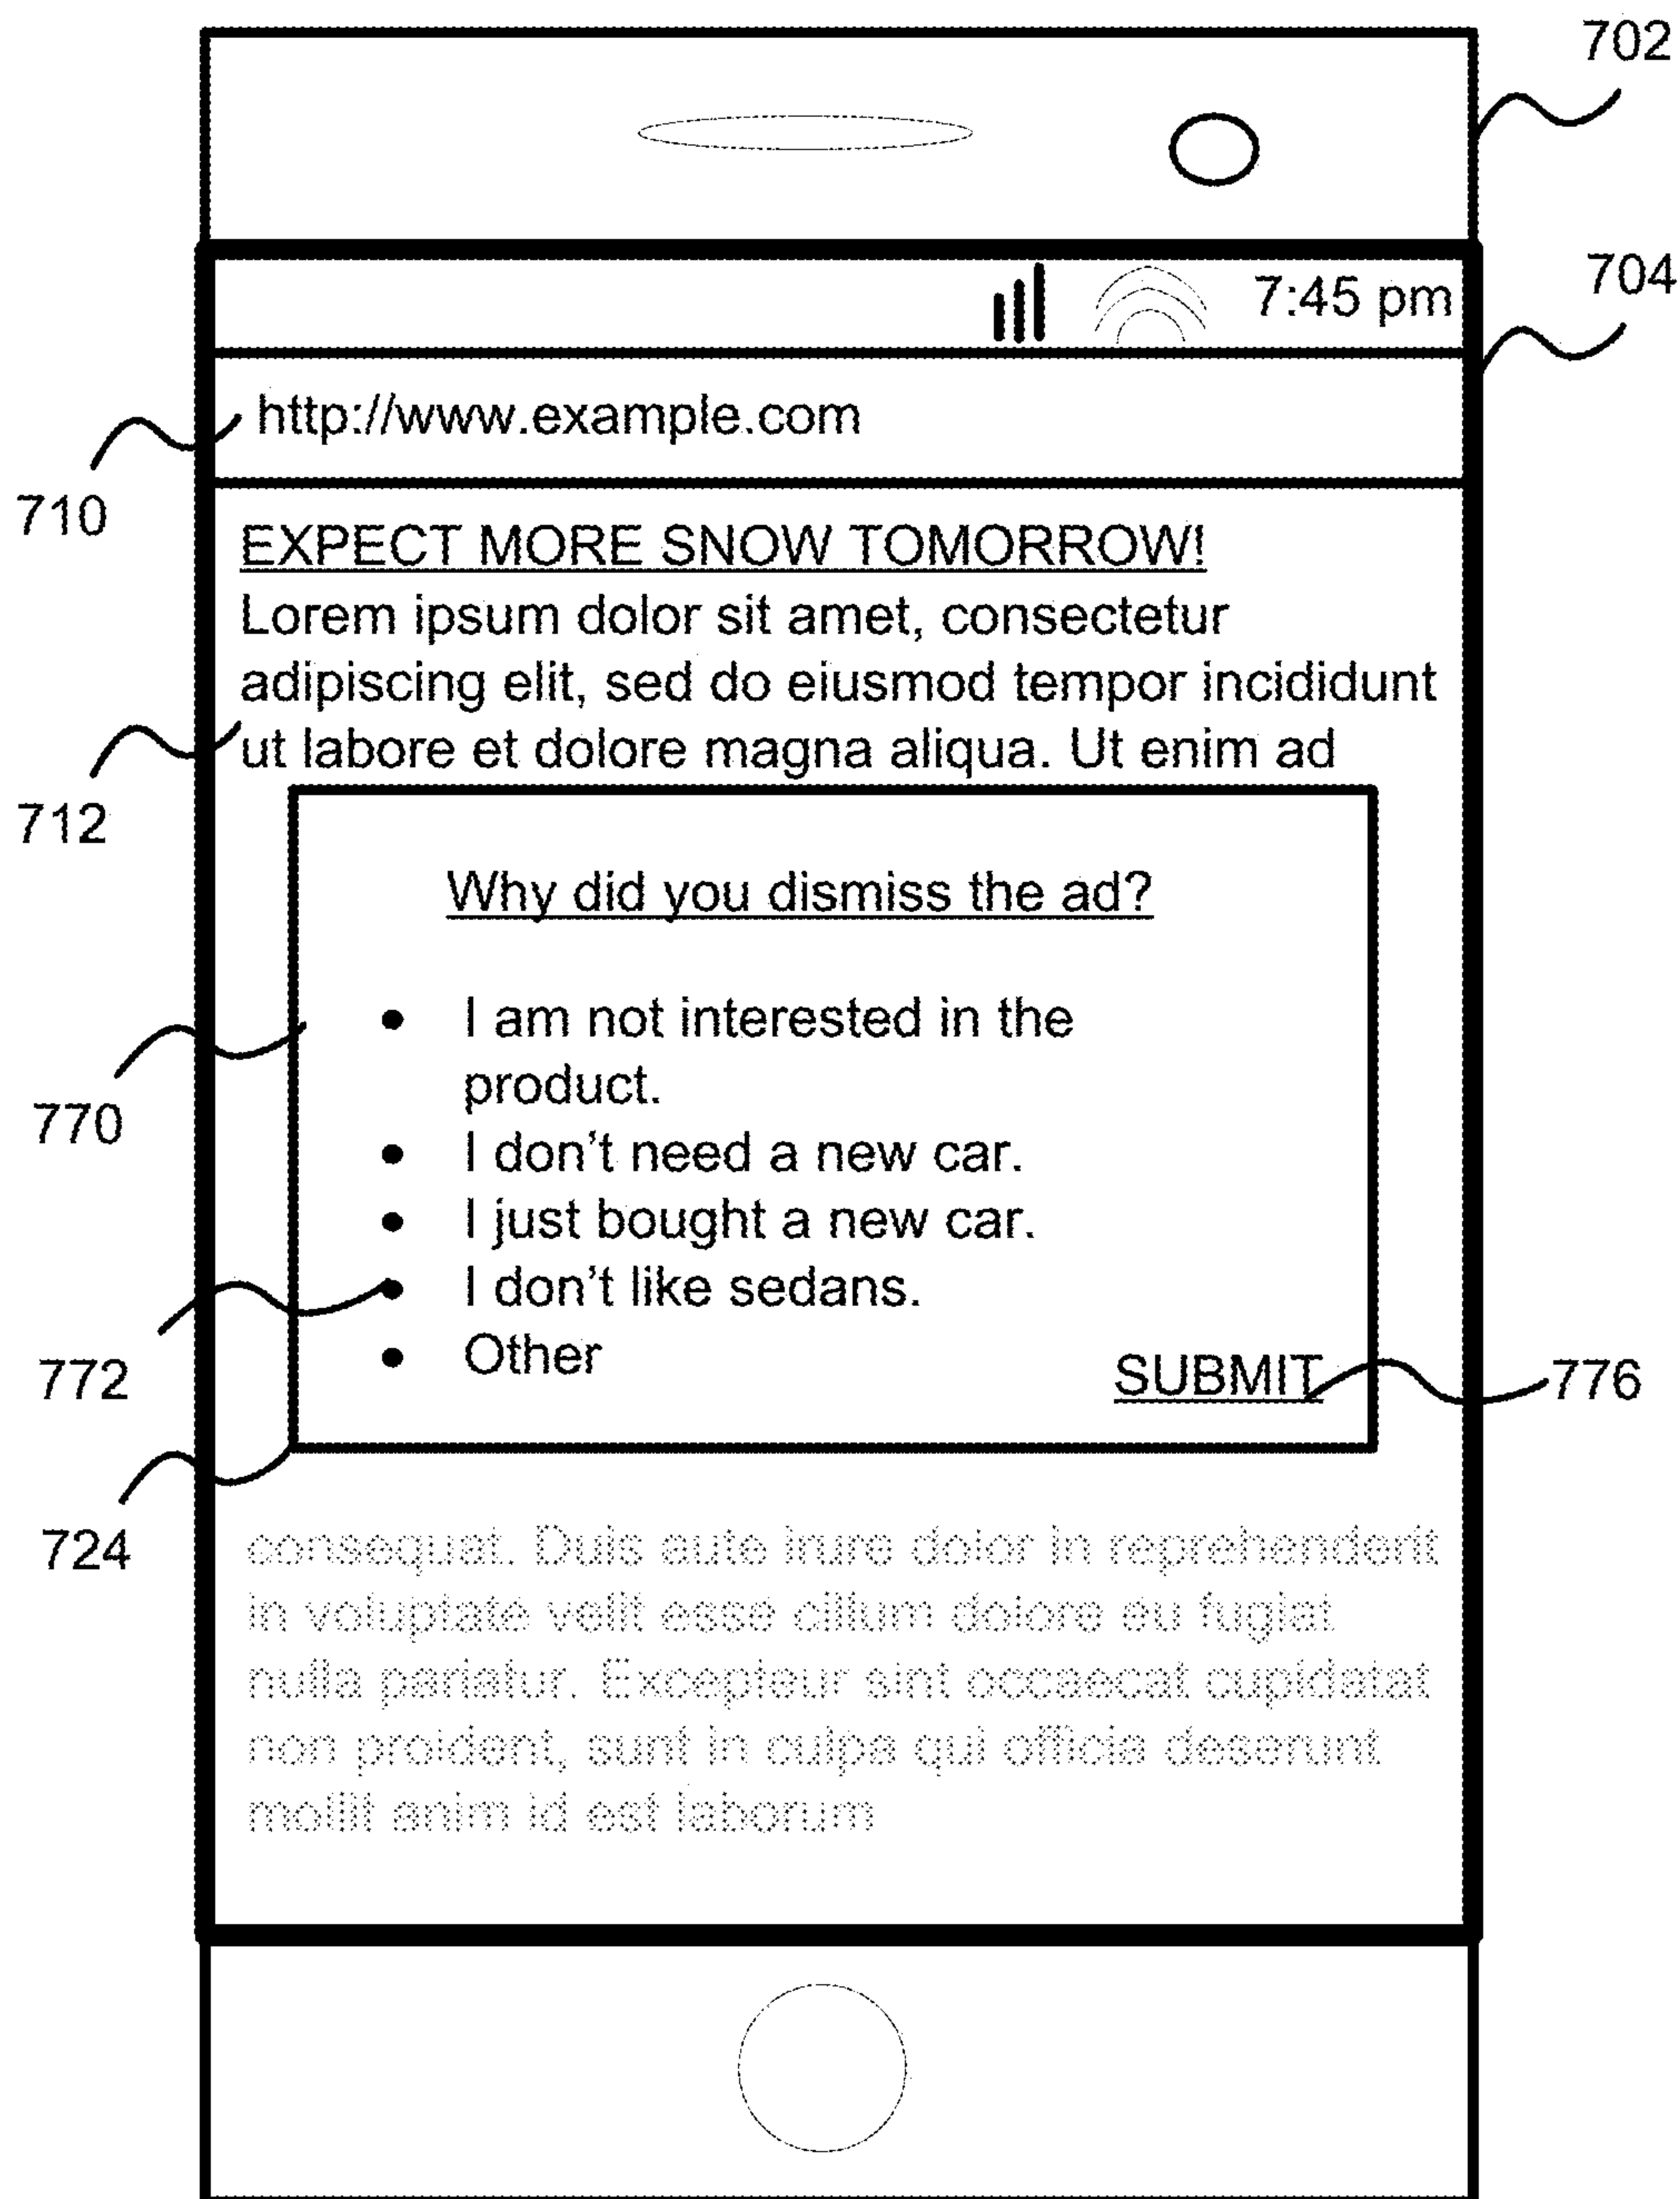 702
7:45 pm
704
http://www.example.com
710
EXPECT MORE SNOW TOMORROW!
Lorem ipsum dolor sit amet, consectetur
adipiscing elit, sed do eiusmod tempor incididunt
ut labore et dolore magna aliqua. Ut enim ad
712
Why did you dismiss the ad?
• I am not interested in the
product.
770
• I don't need a new car.
• I just bought a new car.
• I don't like sedans.
772
• Other
SUBMIT
776
724
consequat. Duis aute irure dolor in reprehenderit
in voluptate velit esse cillum dolore eu fugiat
nulla pariatur. Excepteur sint occaecat cupidatat
non proident, sunt in culpa qui officia deserunt
mollit anim id est laborum